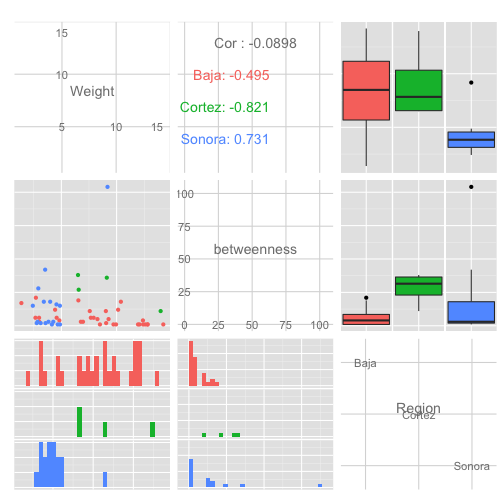 15
Cor : -0.0898
10
Baja: -0.495
Weight
Cortez: -0.821
5
10
15
Sonora: 0.731
100
75
betweenness
50
25
0
0
25
50
75
100
Baja
Region
Cortez
Sonora